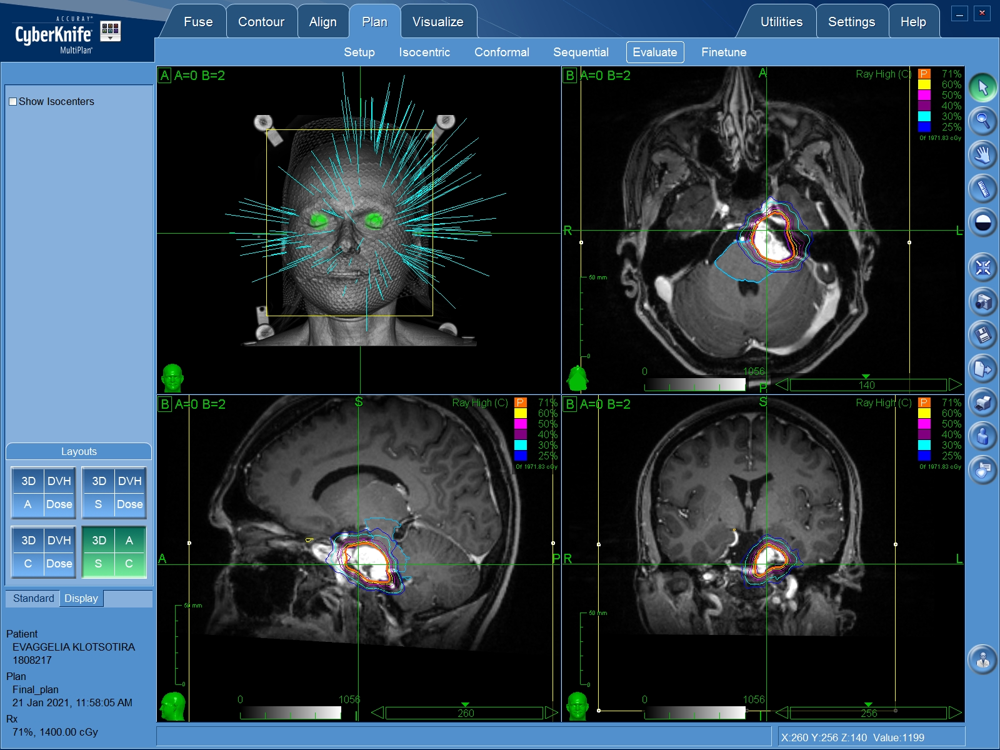 ACCURAY
CyberKnife
MultiPlan
Fuse
Contour
Align
Plan
Visualize
Utilities
Settings
Help
Setup
Isocentric
Conformal
Sequential
Evaluate
Finetune
Show Isocenters
A A=0 B=2
B A=0 B=2
A
Ray High (C)
P 71%
60%
50%
40%
30%
25%
Of 1971.83 cGy
R
L
50 mm
0
0
1056
P
140
B A=0 B=2
S
Ray High (C)
P 71%
60%
50%
40%
30%
25%
Of 1971.83 cGy
A
P
50 mm
0
0
1056
I
260
B A=0 B=2
S
Ray High (C)
P 71%
60%
50%
40%
30%
25%
Of 1971.83 cGy
R
L
50 mm
0
0
1056
I
256
Layouts
3D DVH
A Dose
3D DVH
S Dose
3D DVH
C Dose
3D A
S C
Standard
Display
Patient
EVAGGELIA KLOTSOTIRA
1808217
Plan
Final_plan
21 Jan 2021, 11:58:05 AM
Rx
71%, 1400.00 cGy
X:260 Y:256 Z:140 Value:1199